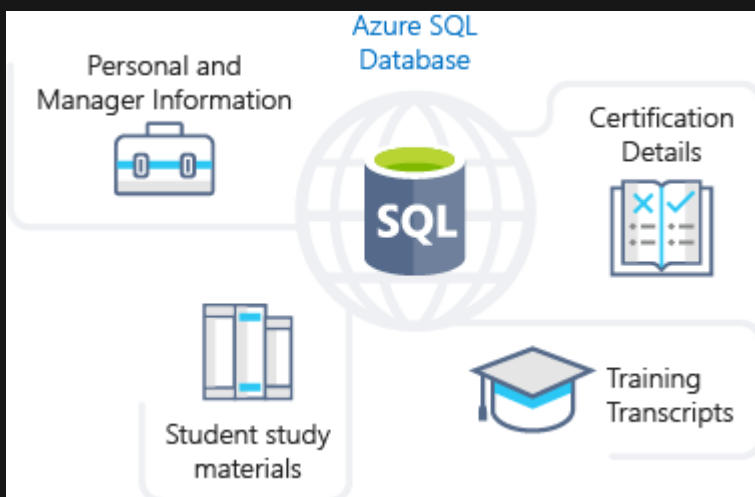 Azure SQL
Database
Personal and
Manager Information
Certification
Details
SQL
Training
Transcripts
Student study
materials